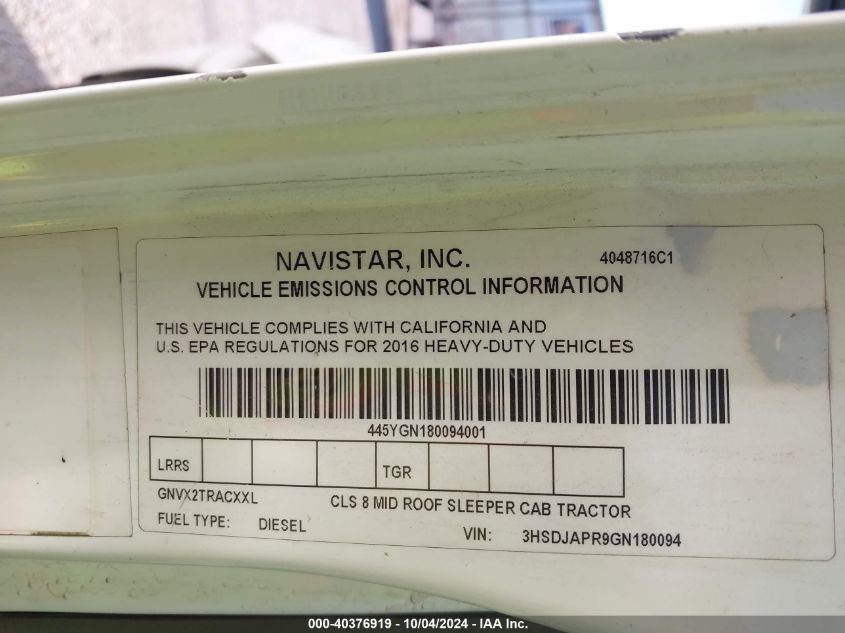 NAVISTAR, INC.
4048716C1
VEHICLE EMISSIONS CONTROL INFORMATION
THIS VEHICLE COMPLIES WITH CALIFORNIA AND
U.S. EPA REGULATIONS FOR 2016 HEAVY-DUTY VEHICLES
445YGN180094001
LRRS TGR
GNVX2TRACXXL CLS 8 MID ROOF SLEEPER CAB TRACTOR
FUEL TYPE: DIESEL VIN: 3HSDJAPR9GN180094
000-40376919 - 10/04/2024 - IAA Inc.